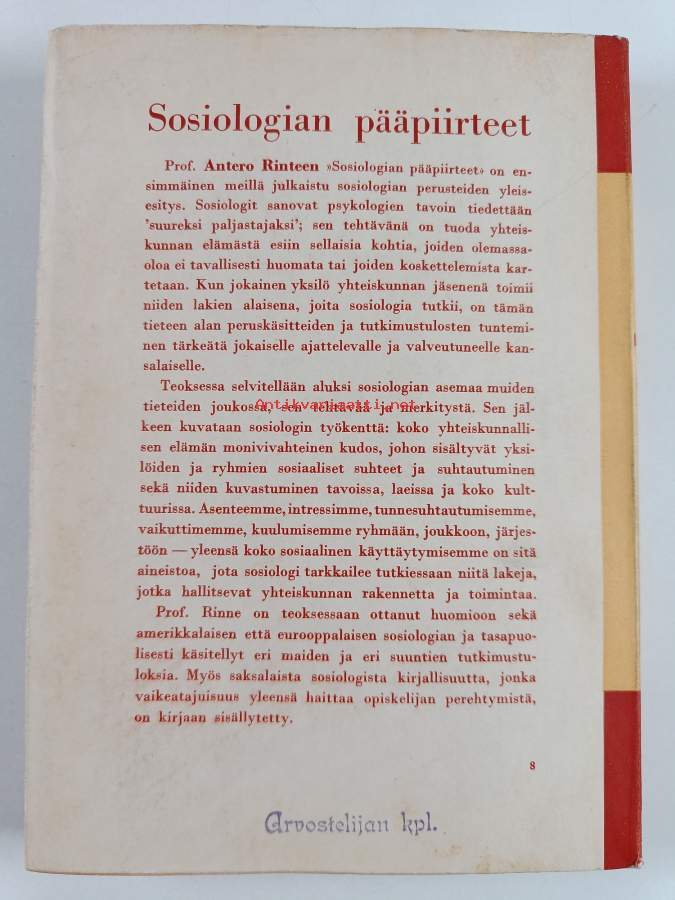 Sosiologian pääpiirteet
Prof. Antero Rinteen »Sosiologian pääpiirteet» on en-
simmäinen meillä julkaistu sosiologian perusteiden yleis-
esitys. Sosiologit sanovat psykologien tavoin tiedettään
'suureksi paljastajaksi'; sen tehtävänä on tuoda yhteis-
kunnan elämästä esiin sellaisia kohtia, joiden olemassa-
oloa ei tavallisesti huomata tai joiden koskettelemista kar-
tetaan. Kun jokainen yksilö yhteiskunnan jäsenenä toimii
niiden lakien alaisena, joita sosiologia tutkii, on tämän
tieteen alan peruskäsitteiden ja tutkimustulosten tuntemi-
nen tärkeätä jokaiselle ajattelevalle ja valveutuneelle kan-
salaiselle.
Teoksessa selvitellään aluksi sosiologian asemaa muiden
tieteiden joukossa, sen tehtävää ja merkitystä. Sen jäl-
Antikvariaatti.net
keen kuvataan sosiologin työkenttä: koko yhteiskunnalli-
sen elämän monivivahteinen kudos, johon sisältyvät yksi-
löiden ja ryhmien sosiaaliset suhteet ja suhtautuminen
sekä niiden kuvastuminen tavoissa, laeissa ja koko kult-
tuurissa. Asenteemme, intressimme, tunnesuhtautumisemme,
vaikuttimemme, kuulumisemme ryhmään, joukkoon, järjes-
töön — yleensä koko sosiaalinen käyttäytymisemme on sitä
aineistoa, jota sosiologi tarkkailee tutkiessaan niitä lakeja,
jotka hallitsevat yhteiskunnan rakennetta ja toimintaa.
Prof. Rinne on teoksessaan ottanut huomioon sekä
amerikkalaisen että eurooppalaisen sosiologian ja tasapuo-
lisesti käsitellyt eri maiden ja eri suuntien tutkimustu-
loksia. Myös saksalaista sosiologista kirjallisuutta, jonka
vaikeatajuisuus yleensä haittaa opiskelijan perehtymistä,
on kirjaan sisällytetty.
8
Arvostelijan kpl.